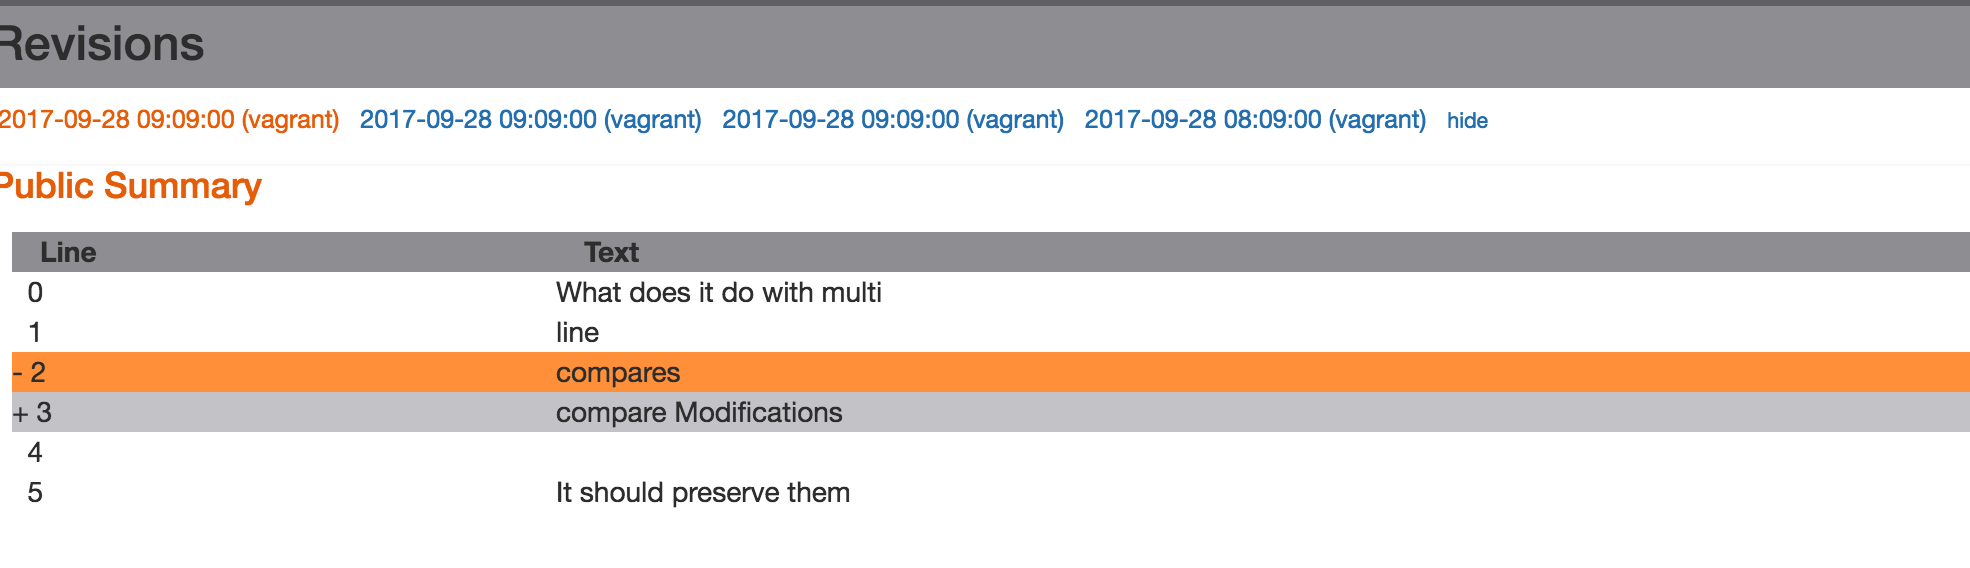 Revisions
2017-09-28 09:09:00 (vagrant) 2017-09-28 09:09:00 (vagrant) 2017-09-28 09:09:00 (vagrant) 2017-09-28 08:09:00 (vagrant) hide
Public Summary
Line Text
0 What does it do with multi
1 line
- 2 compares
+ 3 compare Modifications
4
5 It should preserve them